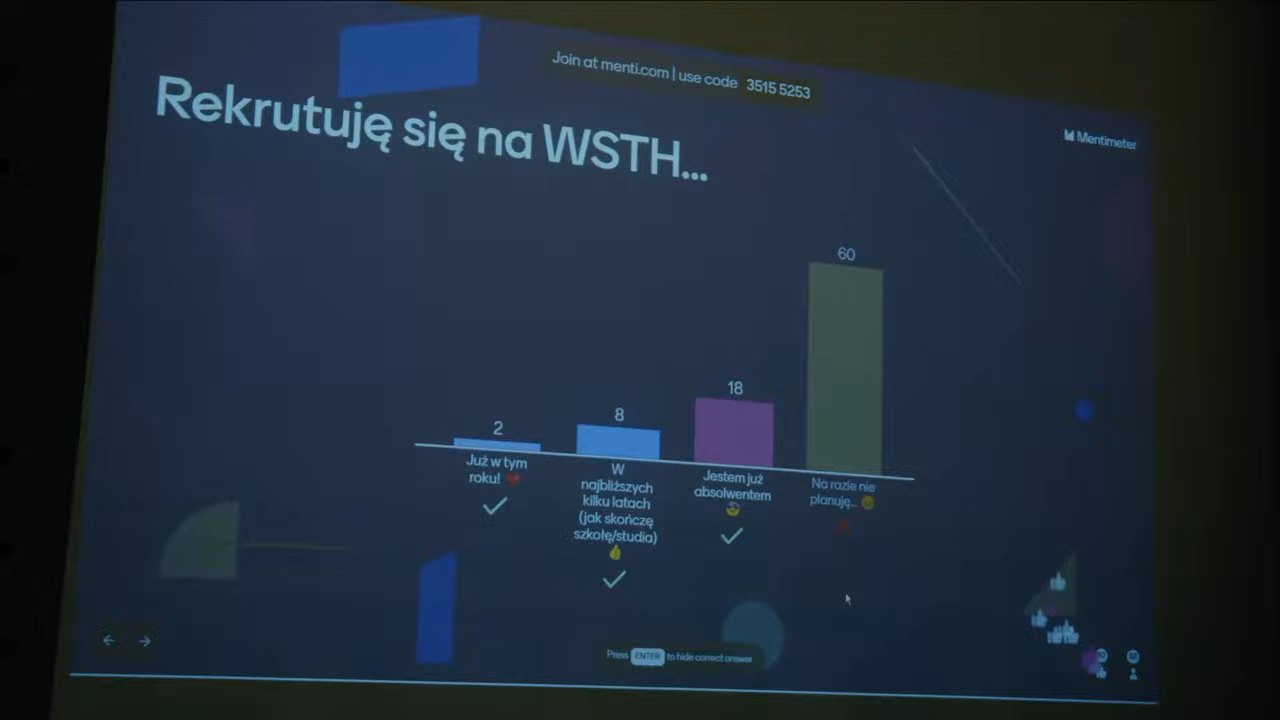 Join at menti.com | use code 3515 5253
Mentimeter
Rekrutuję się na WSTH...
2
8
18
60
Już w tym
roku! ❤️
W
najbliższych
kilku latach
(jak skończę
szkołę/studia)
👍
Jestem już
absolwentem
Na razie nie
planuję...
Press ENTER to hide correct answer